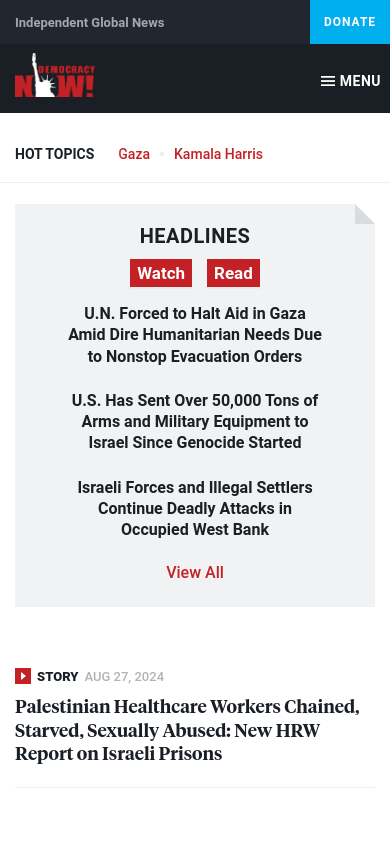 Independent Global News
DONATE
DEMOCRACY
NOW!
MENU
HOT TOPICS
Gaza
Kamala Harris
HEADLINES
Watch
Read
U.N. Forced to Halt Aid in Gaza
Amid Dire Humanitarian Needs Due
to Nonstop Evacuation Orders
U.S. Has Sent Over 50,000 Tons of
Arms and Military Equipment to
Israel Since Genocide Started
Israeli Forces and Illegal Settlers
Continue Deadly Attacks in
Occupied West Bank
View All
STORY AUG 27, 2024
Palestinian Healthcare Workers Chained,
Starved, Sexually Abused: New HRW
Report on Israeli Prisons